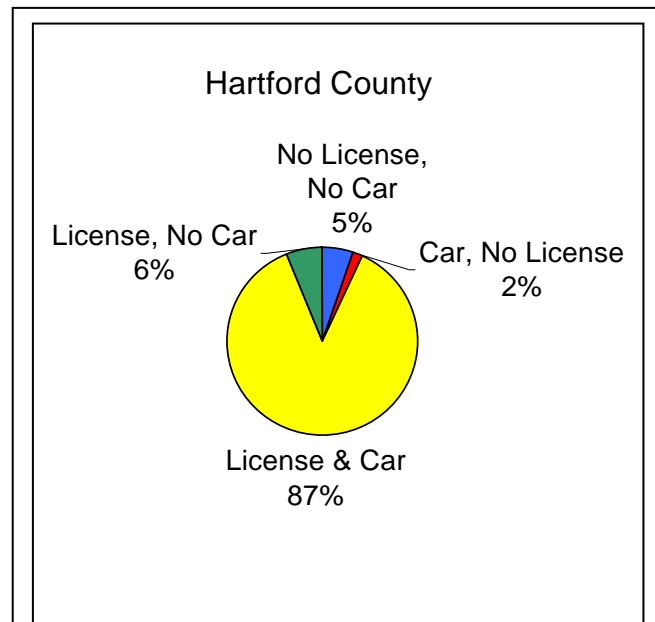 Hartford County
No License,
No Car
5%
License, No Car
6%
Car, No License
2%
License & Car
87%